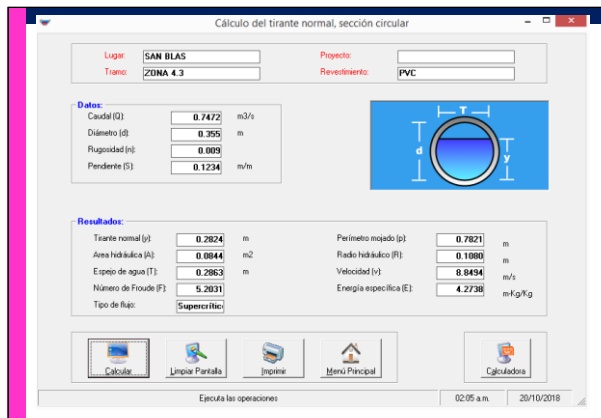 Cálculo del tirante normal, sección circular
Lugar: SAN BLAS Proyecto:
Tramo: ZONA 4.3 Revestimiento: PVC
Datos:
Caudal (Q): 0.7472 m3/s
Diámetro (d): 0.355 m
Rugosidad (n): 0.009
Pendiente (S): 0.1234 m/m
T
d
y
Resultados:
Tirante normal (y): 0.2824 m Perímetro mojado (p): 0.7821 m
Area hidráulica (A): 0.0844 m2 Radio hidráulico (R): 0.1080 m
Espejo de agua (T): 0.2863 m Velocidad (v): 8.8494 m/s
Número de Froude (F): 5.2031 Energía específica (E): 4.2738 m-Kg/Kg
Tipo de flujo: Supercrític
Calcular Limpiar Pantalla Imprimir Menú Principal Calculadora
Ejecuta las operaciones 02:05 a.m. 20/10/2018